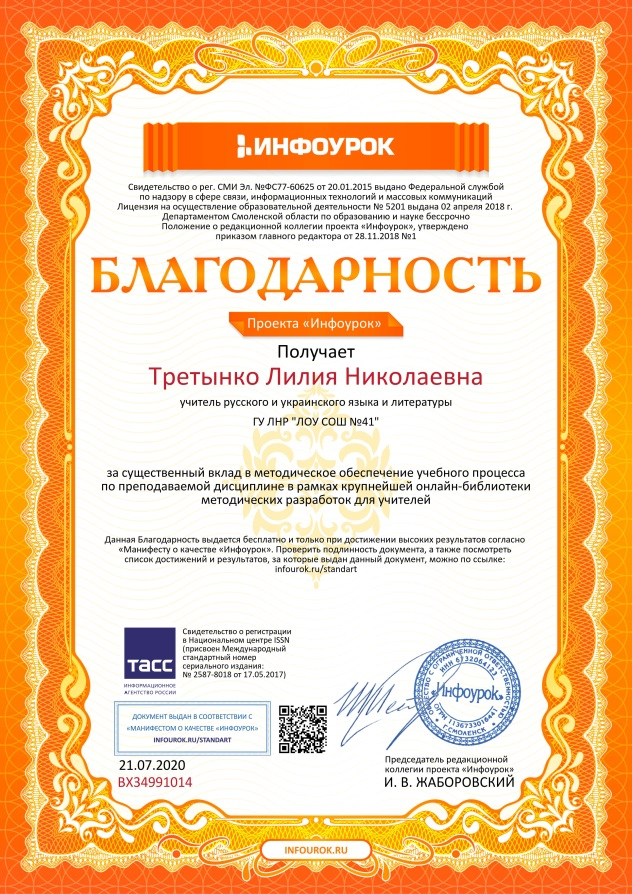 ИНФОУРОК
Свидетельство о рег. СМИ Эл. №ФС77-60625 от 20.01.2015 выдано Федеральной службой
по надзору в сфере связи, информационных технологий и массовых коммуникаций
Лицензия на осуществление образовательной деятельности № 5201 выдана 02 апреля 2018 г.
Департаментом Смоленской области по образованию и науке бессрочно
Положение о редакционной коллегии проекта «Инфоурок», утверждено
приказом главного редактора от 28.11.2018 №1
БЛАГОДАРНОСТЬ
Проекта «Инфоурок»
Получает
Третынко Лилия Николаевна
учитель русского и украинского языка и литературы
ГУ ЛНР "ЛОУ СОШ №41"
за существенный вклад в методическое обеспечение учебного процесса
по преподаваемой дисциплине в рамках крупнейшей онлайн-библиотеки
методических разработок для учителей
Данная Благодарность выдается бесплатно и только при достижении высоких результатов согласно
«Манифесту о качестве «Инфоурок». Проверить подлинность документа, а также посмотреть
список достижений и результатов, за которые выдан данный документ, можно по ссылке:
infourok.ru/standart
ТАСС
ИНФОРМАЦИОННОЕ
АГЕНТСТВО РОССИИ
Свидетельство о регистрации
в Национальном центре ISSN
(присвоен Международный
стандартный номер
сериального издания:
№ 2587-8018 от 17.05.2017)
ДОКУМЕНТ ВЫДАН В СООТВЕТСТВИИ С
«МАНИФЕСТОМ О КАЧЕСТВЕ «ИНФОУРОК»
INFOUROK.RU/STANDART
ОБЩЕСТВО С ОГРАНИ�ченной ОТВЕТСТВЕННОСТЬЮ
«Инфоурок»
СМОЛЕНСК
21.07.2020
ВХ34991014
Председатель редакционной
коллегии проекта «Инфоурок»
И. В. ЖАБОРОВСКИЙ
INFOUROK.RU